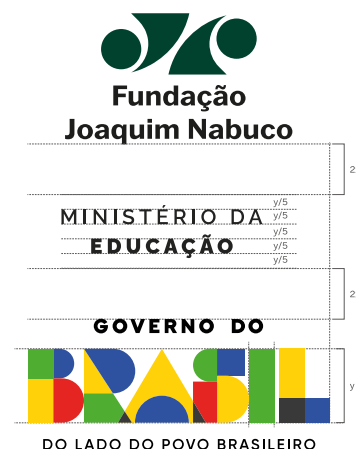 Fundação
Joaquim Nabuco
2
y/5
MINISTÉRIO DA y/5
y/5
EDUCAÇÃO y/5
y/5
2
GOVERNO DO
BRASIL y
DO LADO DO POVO BRASILEIRO